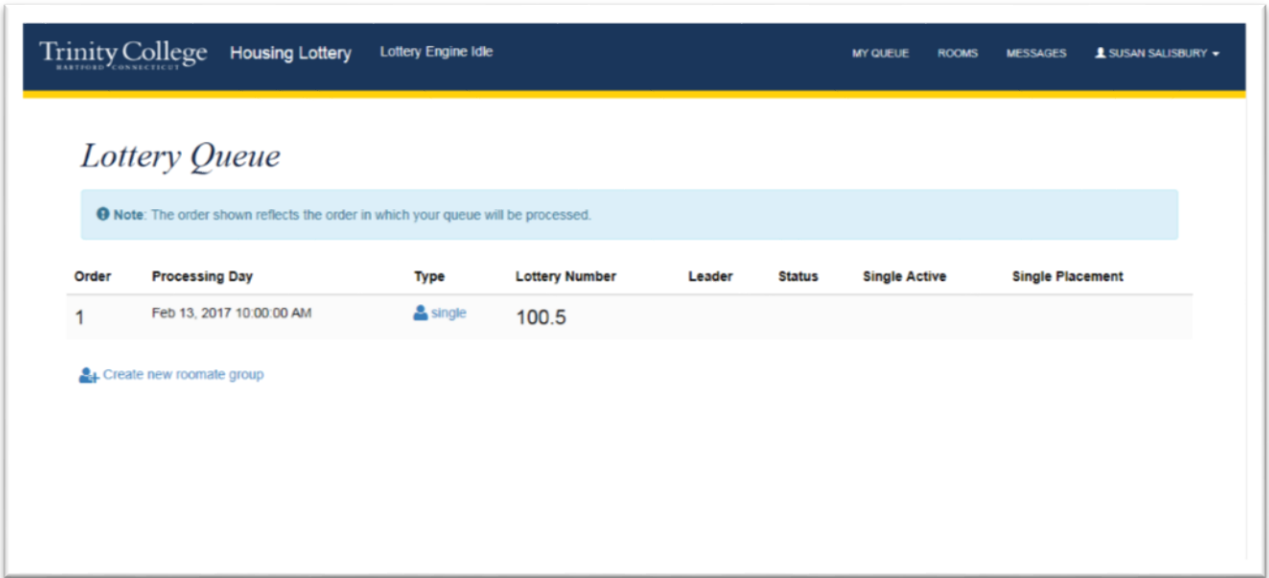 Trinity College Housing Lottery Lottery Engine Idle MY QUEUE ROOMS MESSAGES SUSAN SALISBURY
HARTFORD CONNECTICUT
Lottery Queue
Note: The order shown reflects the order in which your queue will be processed.
Order Processing Day Type Lottery Number Leader Status Single Active Single Placement
1 Feb 13, 2017 10:00:00 AM single 100.5
Create new roomate group